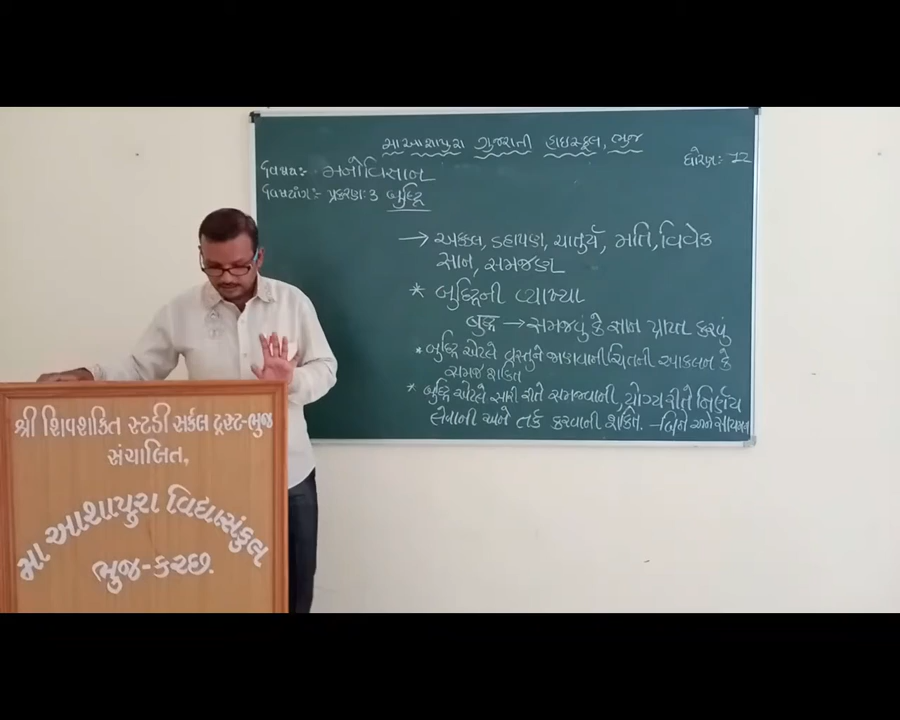 મા આશાપુરા ગુજરાતી હાઇસ્કૂલ, ભુજ
ધોરણ: 12
વિષય:- મનોવિજ્ઞાન
વિષયાંગ:- પ્રકરણ: 3 બુદ્ધિ
→ અક્કલ, ડહાપણ, ચાતુર્ય, મતિ, વિવેક
જ્ઞાન, સમજણ
* બુદ્ધિની વ્યાખ્યા
બુદ્ધ → સમજવું કે જ્ઞાન પ્રાપ્ત કરવું
* બુદ્ધિ એટલે વસ્તુને જાણવાની ચિતની આકલન કે
સમજ શક્તિ
* બુદ્ધિ એટલે સારી રીતે સમજવાની, યોગ્ય રીતે નિર્ણય
લેવાની અને તર્ક કરવાની શક્તિ. - બિને અને સાયમન
શ્રી શિવશકિત સ્ટડી સર્કલ ટ્રસ્ટ-ભુજ
સંચાલિત,
મા આશાપુરા વિદ્યાસંકુલ
ભુજ-કચ્છ.